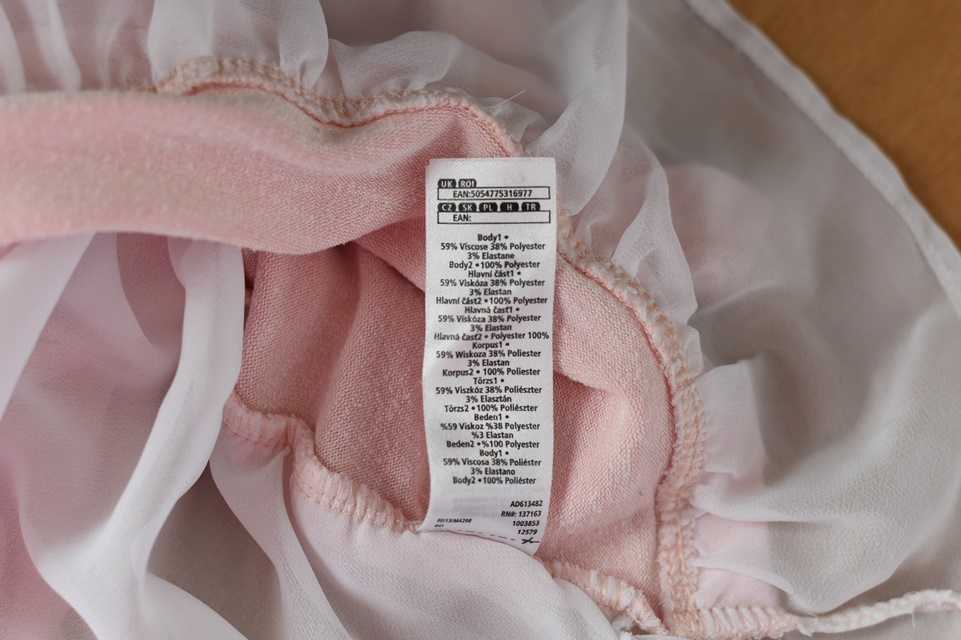 UK ROI
EAN:5054775316977
CZ SK PL H TR
EAN:
Body1 •
59% Viscose 38% Polyester
3% Elastane
Body2 • 100% Polyester
Hlavní část1 •
59% Viskóza 38% Polyester
3% Elastan
Hlavní část2 • 100% Polyester
Hlavná časť1 •
59% Viskóza 38% Polyester
3% Elastan
Hlavná časť2 • Polyester 100%
Korpus1 •
59% Wiskoza 38% Poliester
3% Elastan
Korpus2 • 100% Poliester
Törzs1 •
59% Viszkóz 38% Poliészter
3% Elasztán
Törzs2 • 100% Poliészter
Beden1 •
%59 Viskoz %38 Polyester
%3 Elastan
Beden2 • %100 Polyester
Body1 •
59% Viscosa 38% Poliéster
3% Elastano
Body2 • 100% Poliéster
AD613482
RN#: 137163
1003853
12579